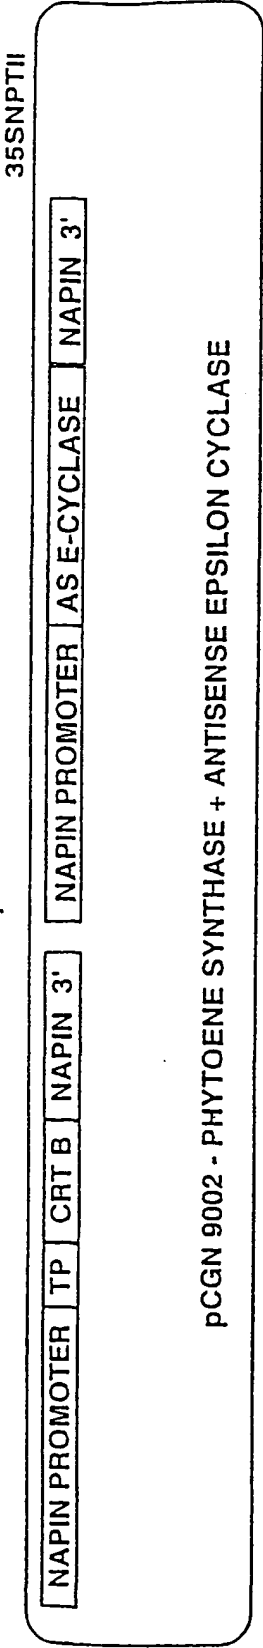 35SNPTII
NAPIN PROMOTER TP CRT B NAPIN 3' NAPIN PROMOTER AS E-CYCLASE NAPIN 3'
pCGN 9002 - PHYTOENE SYNTHASE + ANTISENSE EPSILON CYCLASE